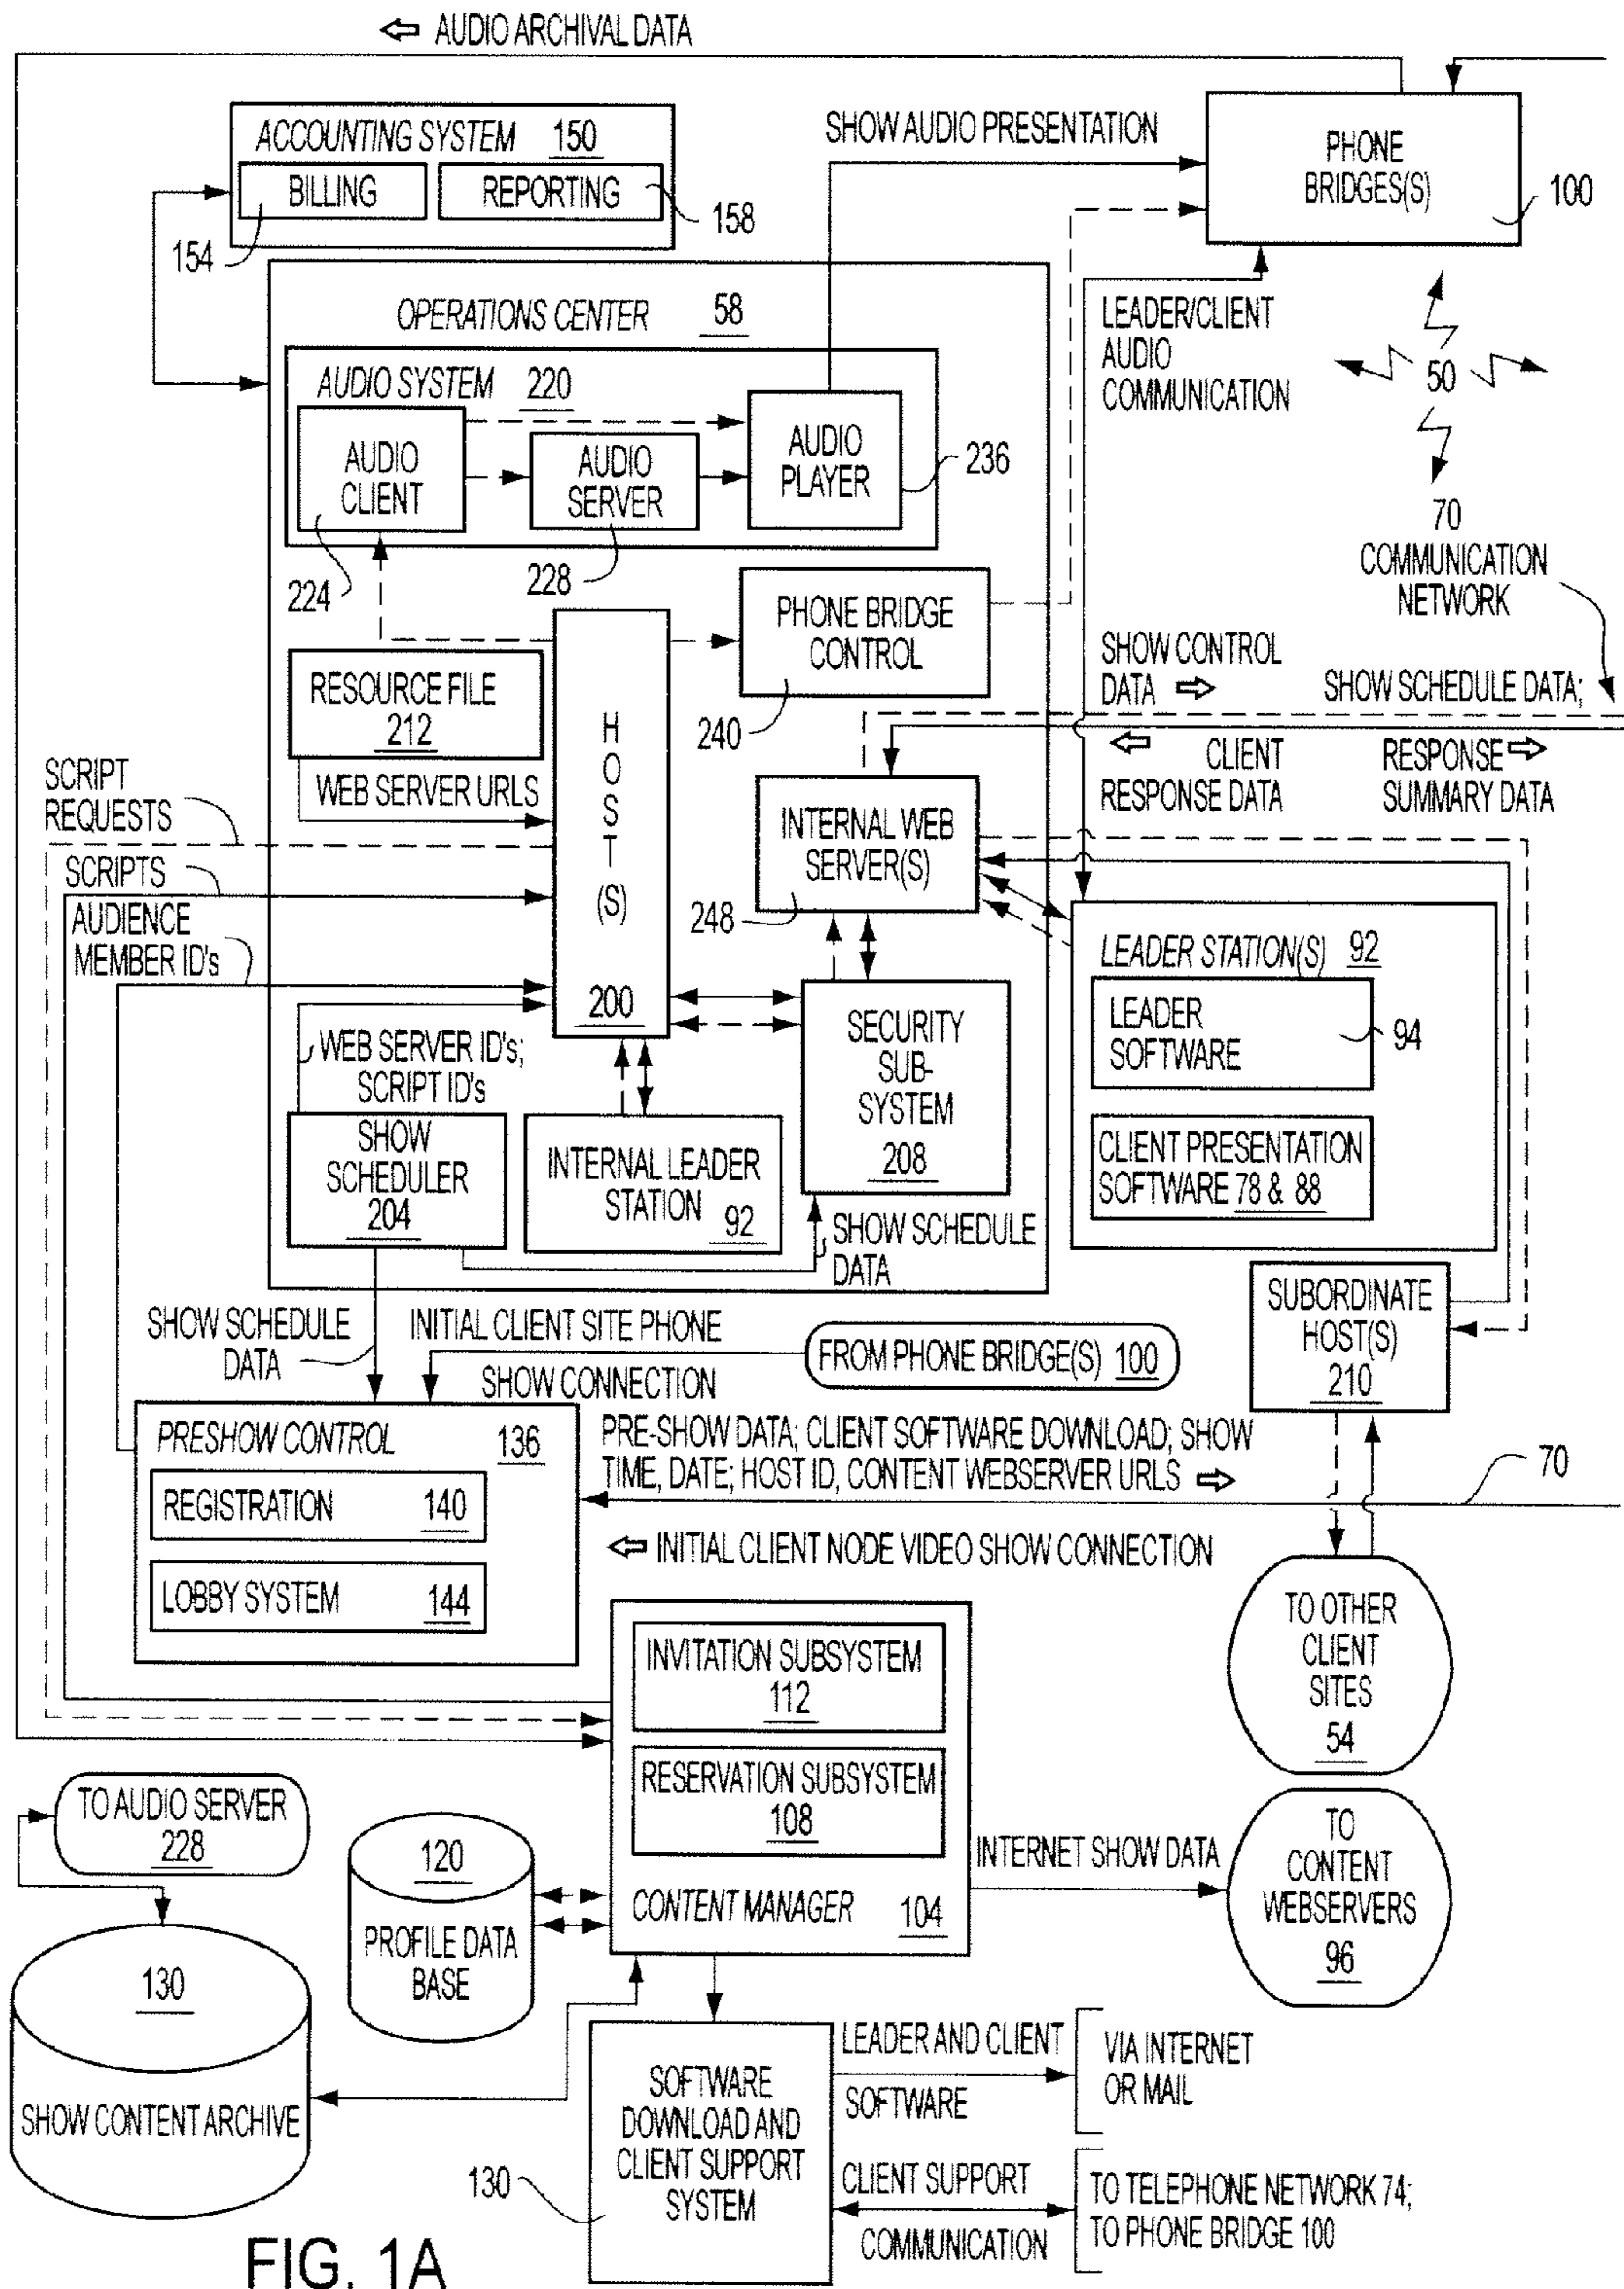 ⇦ AUDIO ARCHIVAL DATA
ACCOUNTING SYSTEM 150
BILLING
REPORTING
154
158
SHOW AUDIO PRESENTATION
PHONE
BRIDGES(S)
100
OPERATIONS CENTER 58
AUDIO SYSTEM 220
AUDIO
CLIENT
224
AUDIO
SERVER
228
AUDIO
PLAYER
236
LEADER/CLIENT
AUDIO
COMMUNICATION
50
70
COMMUNICATION
NETWORK
PHONE BRIDGE
CONTROL
240
RESOURCE FILE
212
WEB SERVER URLS
HOST(S)
200
SHOW CONTROL
DATA ⇨
SHOW SCHEDULE DATA;
⇦ CLIENT
RESPONSE DATA
RESPONSE ⇨
SUMMARY DATA
SCRIPT
REQUESTS
SCRIPTS
AUDIENCE
MEMBER ID's
INTERNAL WEB
SERVER(S)
248
LEADER STATION(S) 92
LEADER
SOFTWARE
94
CLIENT PRESENTATION
SOFTWARE 78 & 88
WEB SERVER ID's;
SCRIPT ID's
SECURITY
SUB-
SYSTEM
208
SHOW
SCHEDULER
204
INTERNAL LEADER
STATION 92
SHOW SCHEDULE
DATA
SUBORDINATE
HOST(S)
210
SHOW SCHEDULE
DATA
INITIAL CLIENT SITE PHONE
SHOW CONNECTION
FROM PHONE BRIDGE(S) 100
PRESHOW CONTROL 136
REGISTRATION 140
LOBBY SYSTEM 144
PRE-SHOW DATA; CLIENT SOFTWARE DOWNLOAD; SHOW
TIME, DATE; HOST ID, CONTENT WEBSERVER URLS ⇨
70
⇦ INITIAL CLIENT NODE VIDEO SHOW CONNECTION
TO OTHER
CLIENT
SITES
54
INVITATION SUBSYSTEM
112
RESERVATION SUBSYSTEM
108
CONTENT MANAGER 104
INTERNET SHOW DATA
TO
CONTENT
WEBSERVERS
96
TO AUDIO SERVER
228
120
PROFILE DATA
BASE
130
SHOW CONTENT ARCHIVE
SOFTWARE
DOWNLOAD AND
CLIENT SUPPORT
SYSTEM
130
LEADER AND CLIENT
SOFTWARE
VIA INTERNET
OR MAIL
CLIENT SUPPORT
COMMUNICATION
TO TELEPHONE NETWORK 74;
TO PHONE BRIDGE 100
FIG. 1A